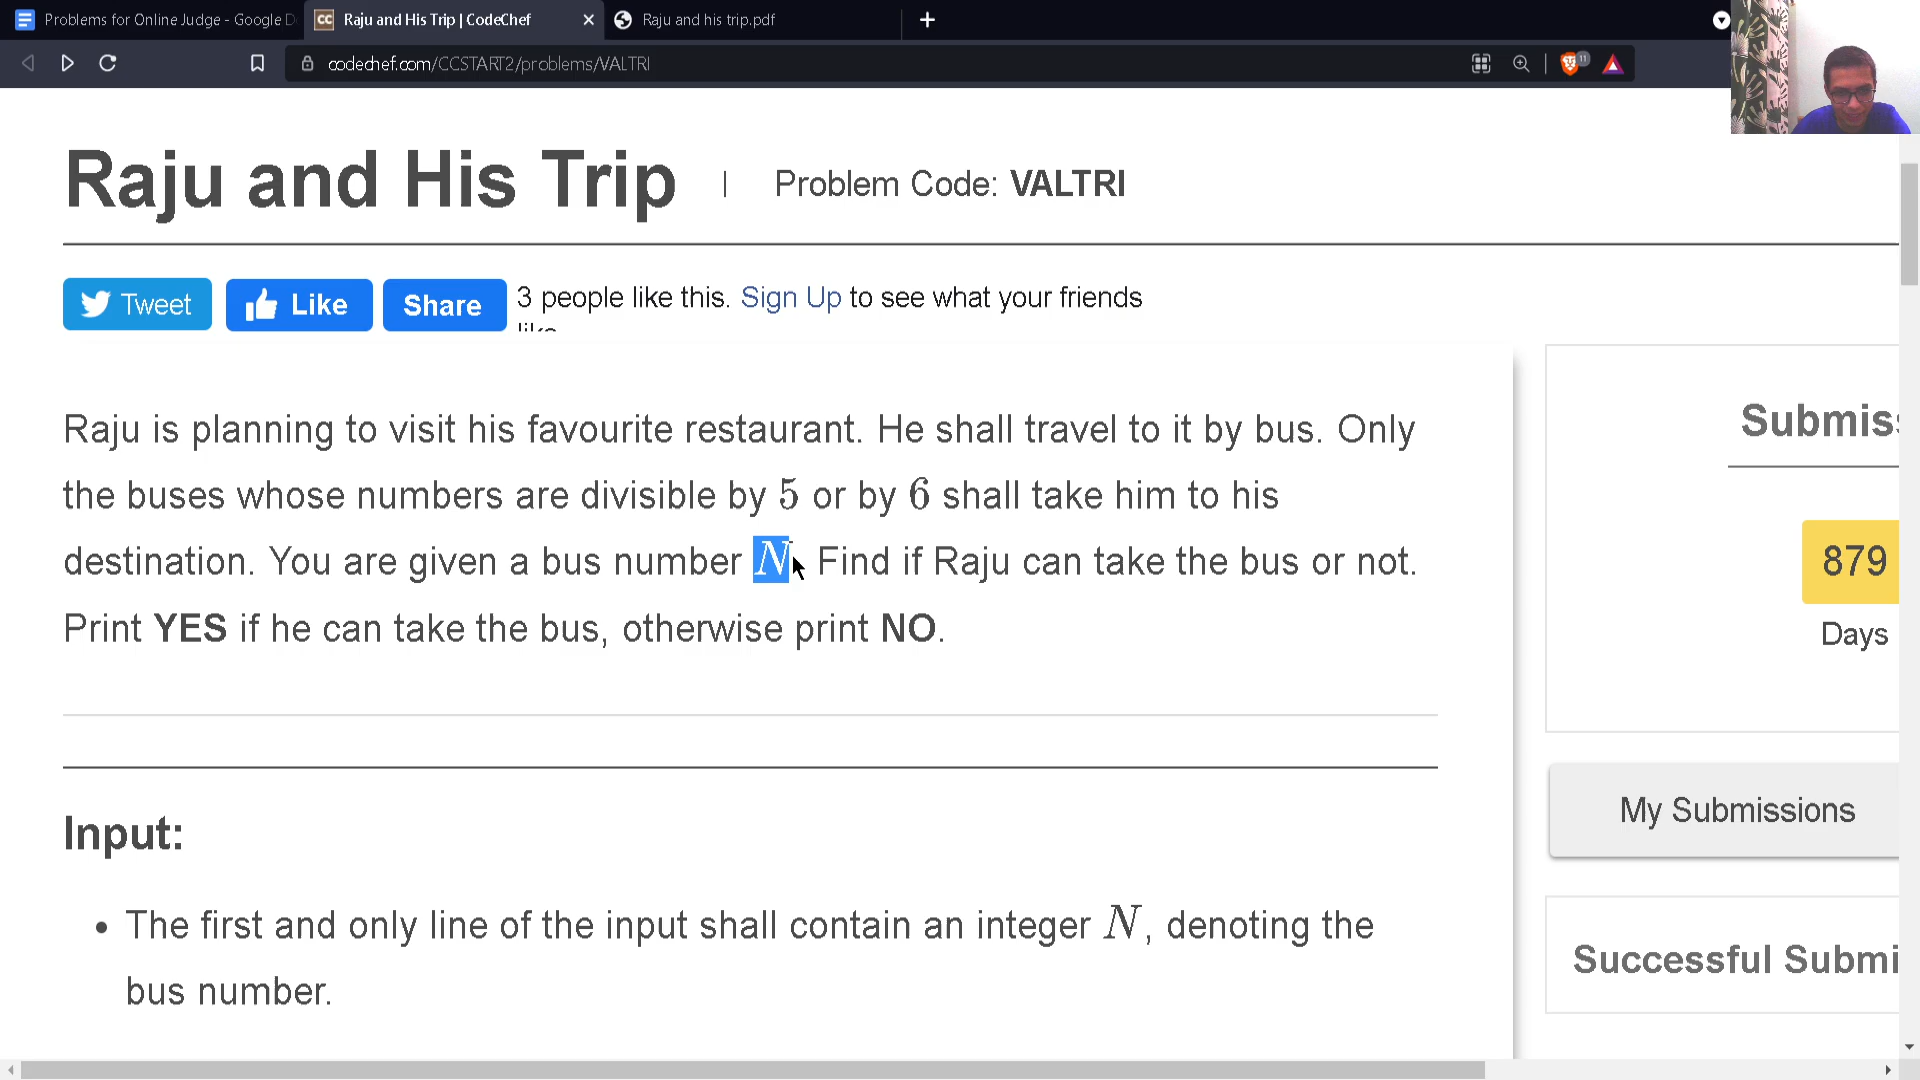 Problems for Online Judge - Google D
Raju and His Trip | CodeChef
Raju and his trip.pdf
codechef.com/CCSTART2/problems/VALTRI
11
Raju and His Trip
Problem Code: VALTRI
Tweet
Like
Share
3 people like this. Sign Up to see what your friends
like.
Raju is planning to visit his favourite restaurant. He shall travel to it by bus. Only
the buses whose numbers are divisible by 5 or by 6 shall take him to his
destination. You are given a bus number N. Find if Raju can take the bus or not.
Print YES if he can take the bus, otherwise print NO.
Input:
• The first and only line of the input shall contain an integer N, denoting the
bus number.
Submiss
879
Days
My Submissions
Successful Submi